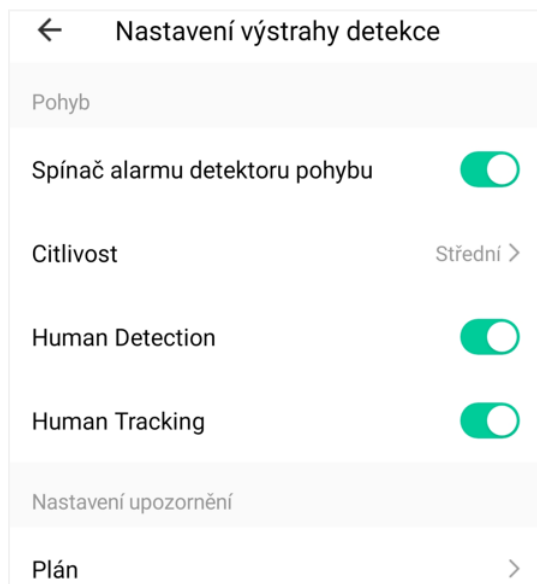 Nastavení výstrahy detekce
Pohyb
Spínač alarmu detektoru pohybu
Citlivost Střední
Human Detection
Human Tracking
Nastavení upozornění
Plán